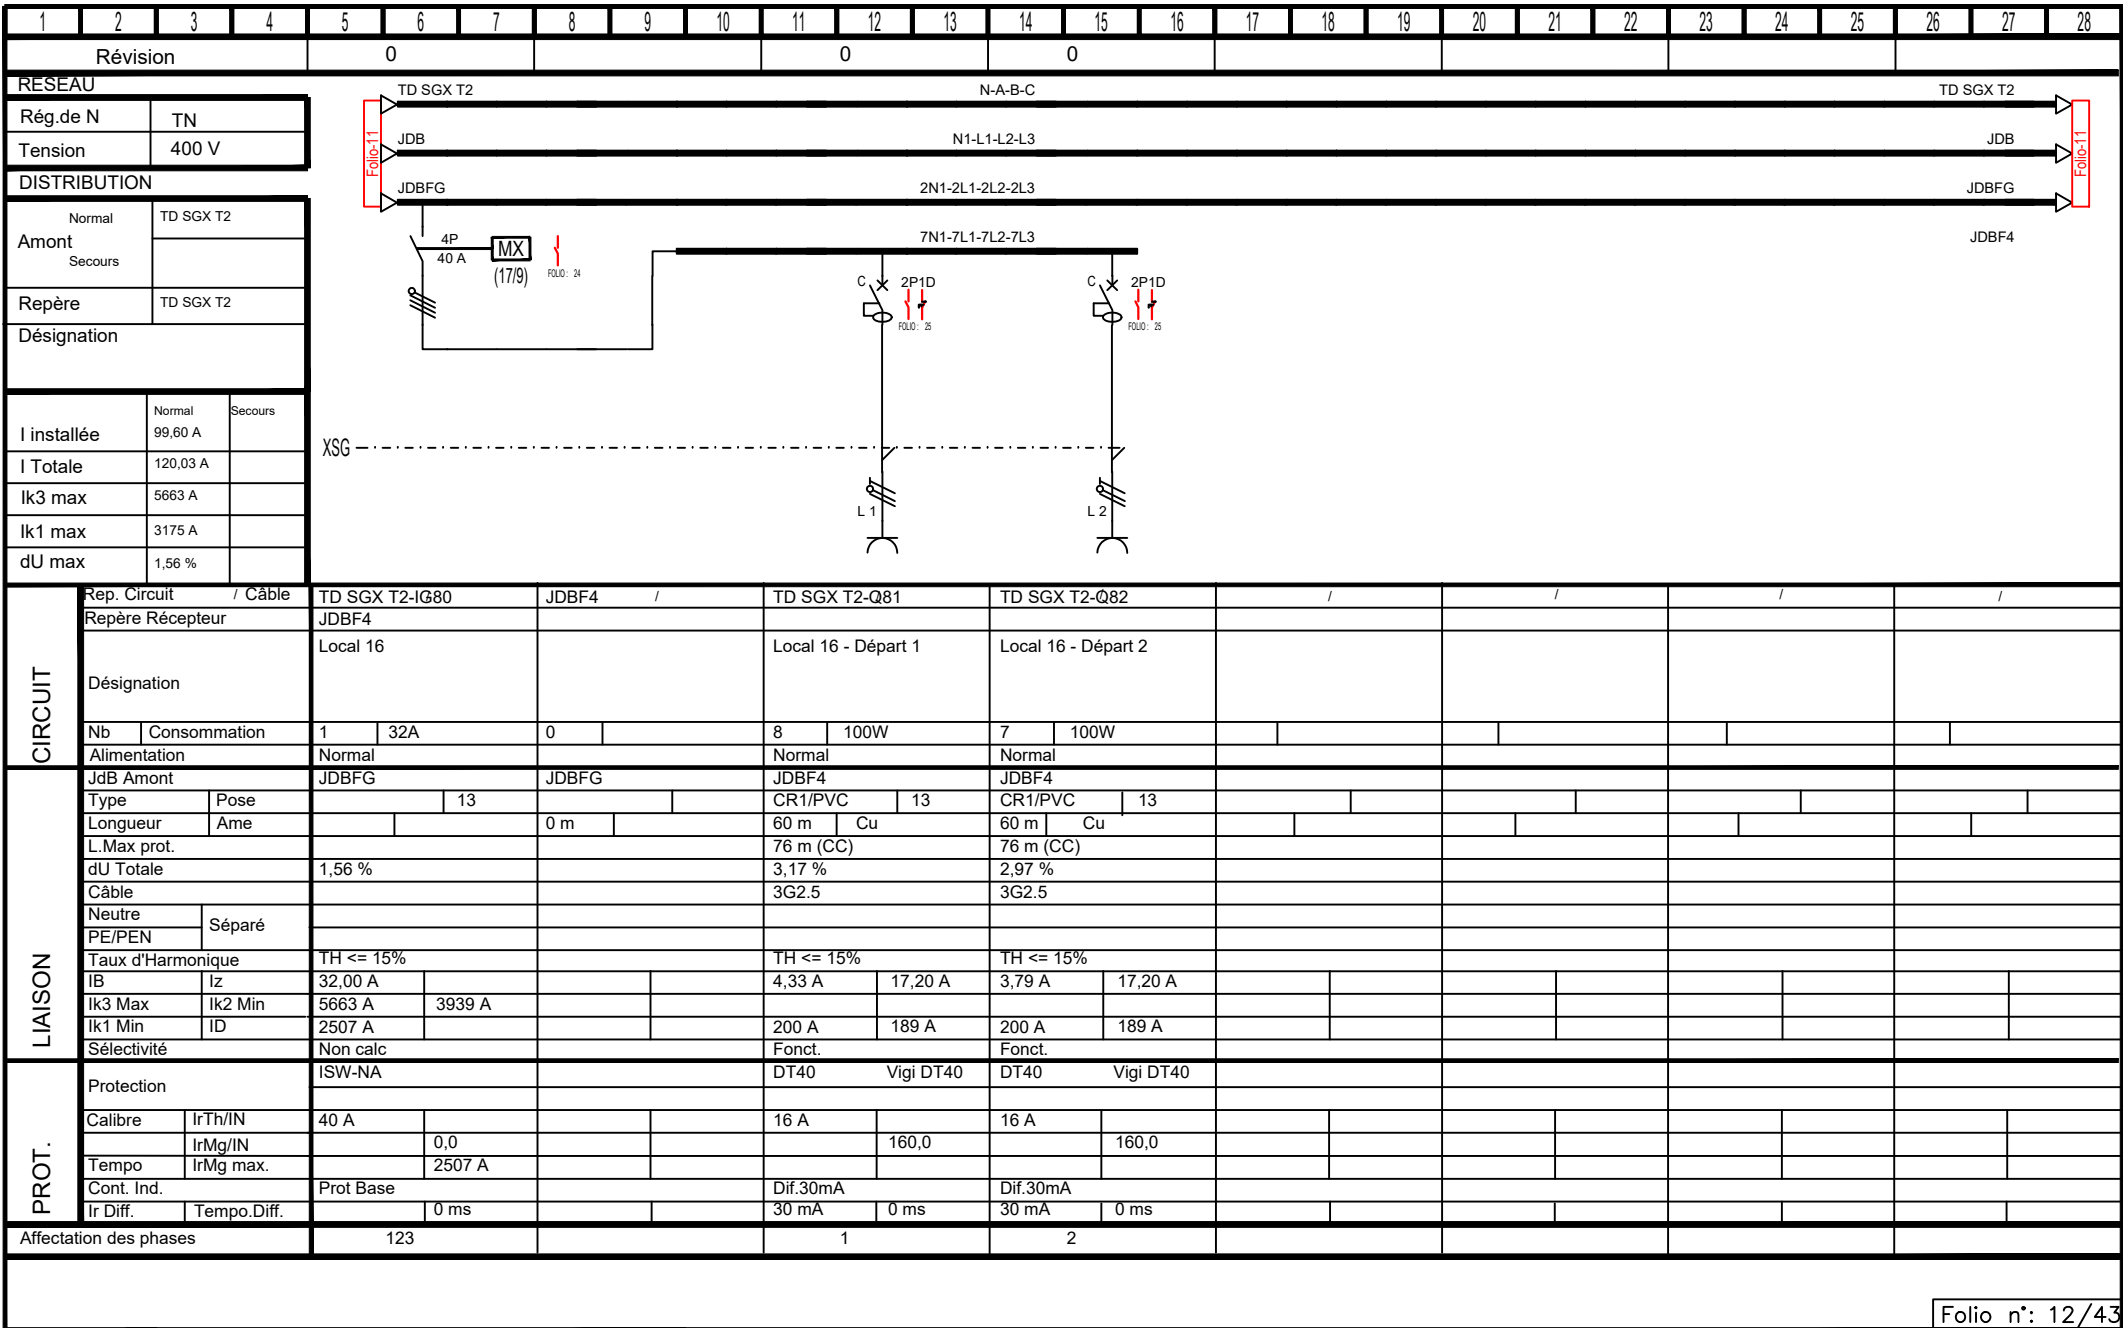 1 2 3 4 5 6 7 8 9 10 11 12 13 14 15 16 17 18 19 20 21 22 23 24 25 26 27 28
Révision 0 0 0
RESEAU
Rég.de N TN
Tension 400 V
DISTRIBUTION
Normal TD SGX T2
Amont
Secours
Repère TD SGX T2
Désignation
Normal Secours
I installée 99,60 A
I Totale 120,03 A
Ik3 max 5663 A
Ik1 max 3175 A
dU max 1,56 %
TD SGX T2 N-A-B-C TD SGX T2
JDB N1-L1-L2-L3 JDB
JDBFG 2N1-2L1-2L2-2L3 JDBFG
Folio-11
Folio-11
7N1-7L1-7L2-7L3 JDBF4
4P
40 A
MX
(17/9)
FOLIO : 24
C 2P1D
FOLIO : 25
C 2P1D
FOLIO : 25
XSG
L 1
L 2
CIRCUIT
Rep. Circuit / Câble TD SGX T2-IG80 / JDBF4 / TD SGX T2-Q81 / TD SGX T2-Q82 / / / / /
Repère Récepteur JDBF4
Désignation Local 16 Local 16 - Départ 1 Local 16 - Départ 2
Nb Consommation 1 32A 0 8 100W 7 100W
Alimentation Normal Normal Normal
LIAISON
JdB Amont JDBFG JDBFG JDBF4 JDBF4
Type Pose 13 CR1/PVC 13 CR1/PVC 13
Longueur Ame 0 m 60 m Cu 60 m Cu
L.Max prot. 76 m (CC) 76 m (CC)
dU Totale 1,56 % 3,17 % 2,97 %
Câble 3G2.5 3G2.5
Neutre
Séparé
PE/PEN
Taux d'Harmonique TH <= 15% TH <= 15% TH <= 15%
IB Iz 32,00 A 4,33 A 17,20 A 3,79 A 17,20 A
Ik3 Max Ik2 Min 5663 A 3939 A
Ik1 Min ID 2507 A 200 A 189 A 200 A 189 A
Sélectivité Non calc Fonct. Fonct.
PROT.
Protection ISW-NA DT40 Vigi DT40 DT40 Vigi DT40
Calibre IrTh/IN 40 A 16 A 16 A
IrMg/IN 0,0 160,0 160,0
Tempo IrMg max. 2507 A
Cont. Ind. Prot Base Dif.30mA Dif.30mA
Ir Diff. Tempo.Diff. 0 ms 30 mA 0 ms 30 mA 0 ms
Affectation des phases 123 1 2
Folio n°: 12/43